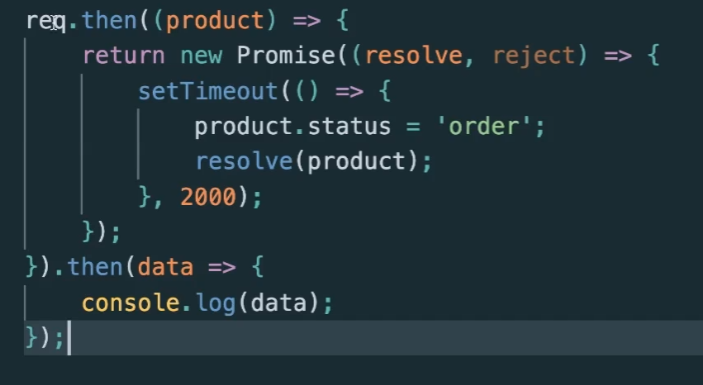 req.then((product) => {
    return new Promise((resolve, reject) => {
        setTimeout(() => {
            product.status = 'order';
            resolve(product);
        }, 2000);
    });
}).then(data => {
    console.log(data);
});